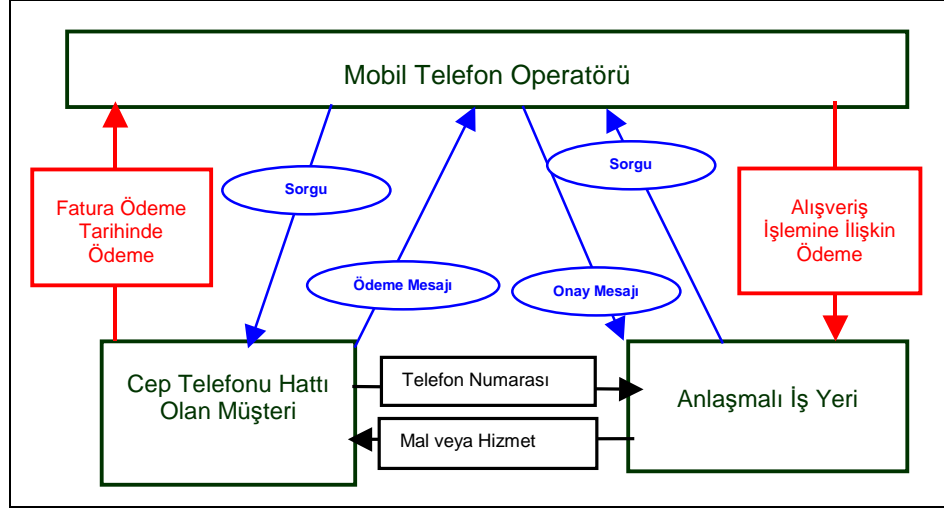 Mobil Telefon Operatörü
Sorgu
Sorgu
Fatura Ödeme
Tarihinde
Ödeme
Alışveriş
İşlemine İlişkin
Ödeme
Ödeme Mesajı
Onay Mesajı
Cep Telefonu Hattı
Olan Müşteri
Telefon Numarası
Mal veya Hizmet
Anlaşmalı İş Yeri